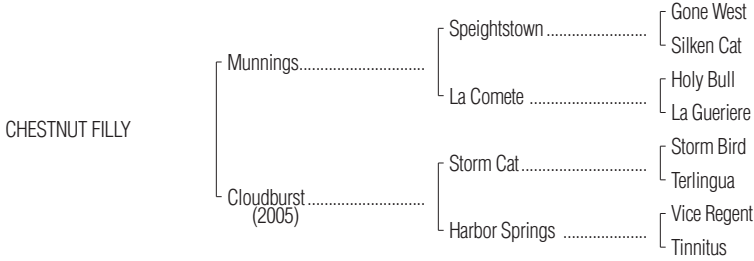 Gone West
Speightstown
Silken Cat
Munnings
Holy Bull
La Comete
La Gueriere
CHESTNUT FILLY
Storm Bird
Storm Cat
Terlingua
Cloudburst
(2005)
Vice Regent
Harbor Springs
Tinnitus